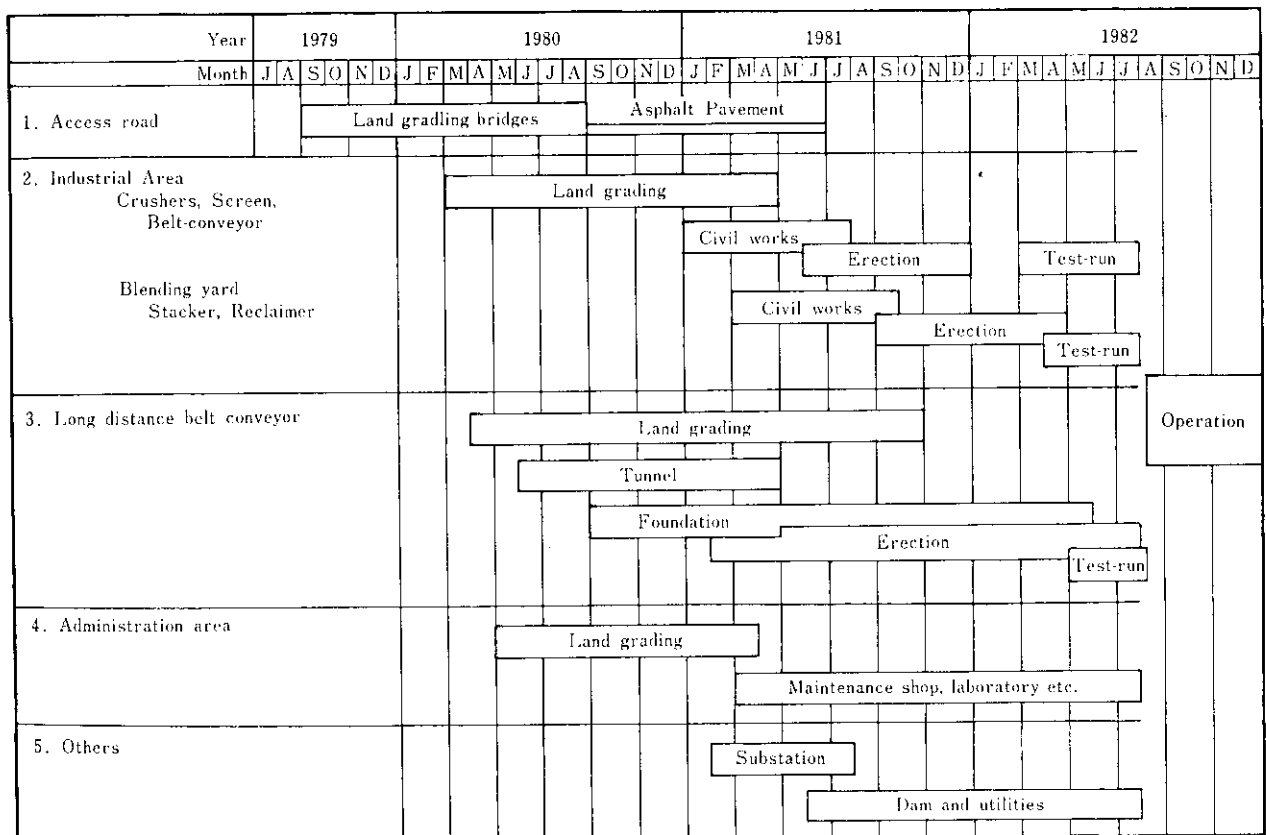 Year 1979 1980 1981 1982
Month J A S O N D J F M A M J J A S O N D J F M A M J J A S O N D J F M A M J J A S O N D
1. Access road
Land gradling bridges
Asphalt Pavement
2. Industrial Area
Crushers, Screen,
Belt-conveyor
Land grading
Civil works
Erection
Test-run
Blending yard
Stacker, Reclaimer
Civil works
Erection
Test-run
3. Long distance belt conveyor
Land grading
Operation
Tunnel
Foundation
Erection
Test-run
4. Administration area
Land grading
Maintenance shop, laboratory etc.
5. Others
Substation
Dam and utilities